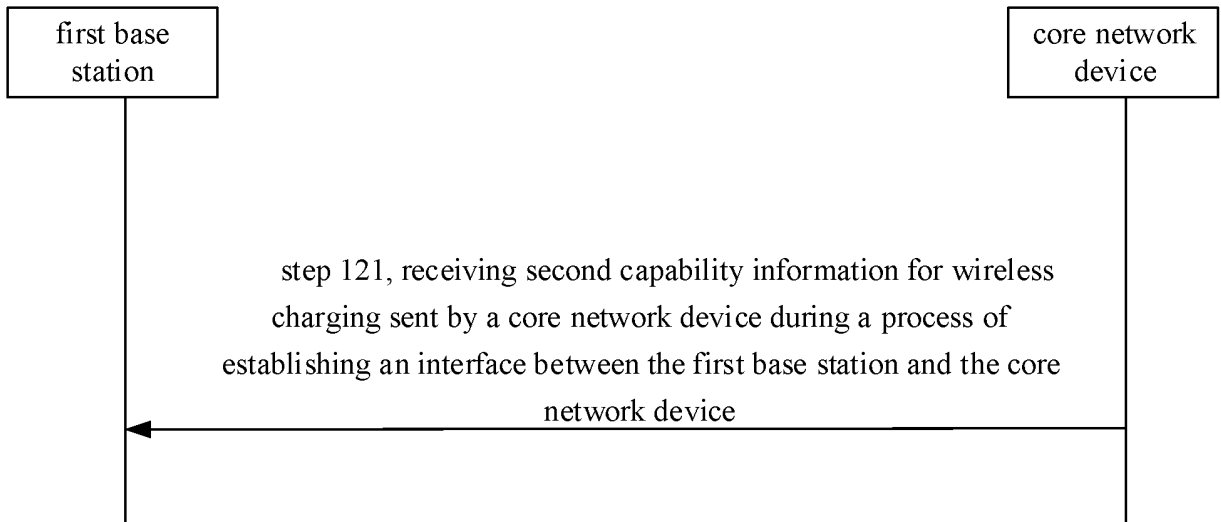 first base
station
core network
device
step 121, receiving second capability information for wireless
charging sent by a core network device during a process of
establishing an interface between the first base station and the core
network device